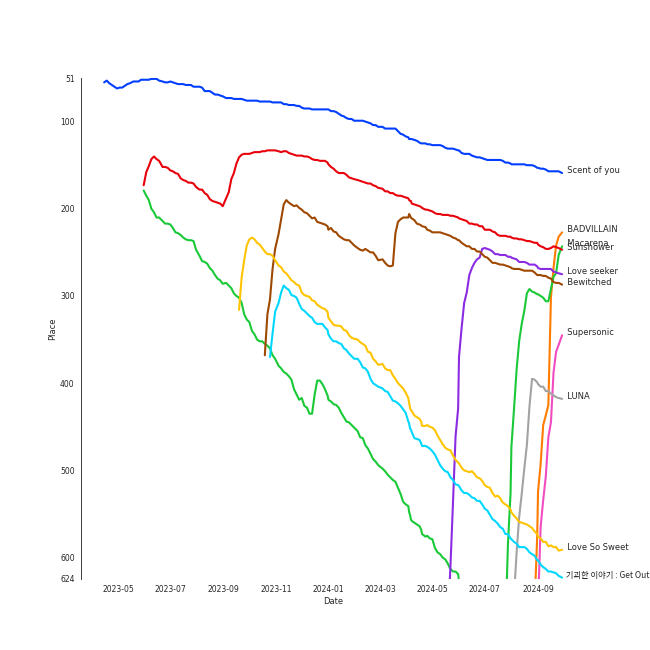 51
100
200
300
400
500
600
624
Place
2023-05
2023-07
2023-09
2023-11
2024-01
2024-03
2024-05
2024-07
2024-09
Date
Scent of you
BADVILLAIN
Macarena
Sunshower
Love seeker
Bewitched
Supersonic
LUNA
Love So Sweet
기괴한 이야기 : Get Out